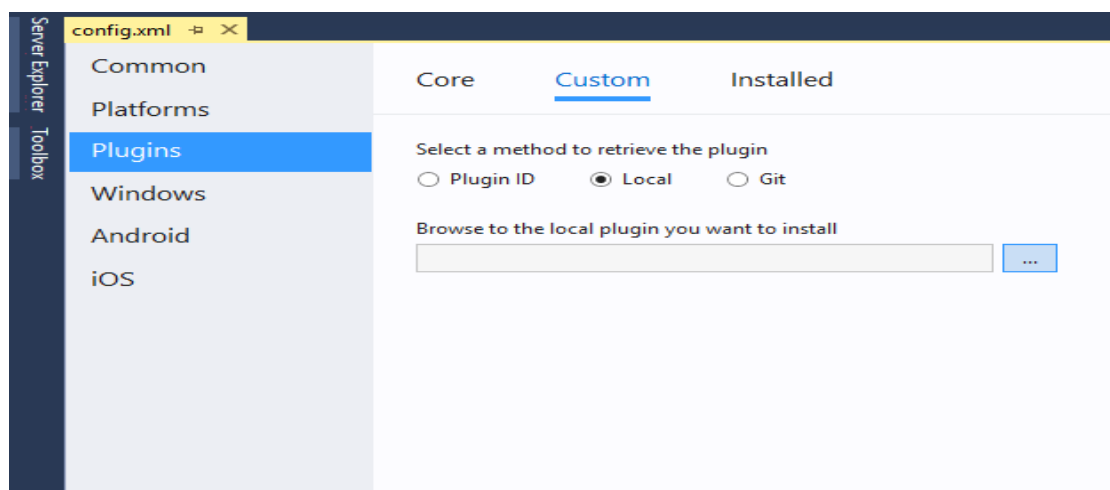 Server Explorer
Toolbox
config.xml
Common
Platforms
Plugins
Windows
Android
iOS
Core Custom Installed
Select a method to retrieve the plugin
Plugin ID Local Git
Browse to the local plugin you want to install
...